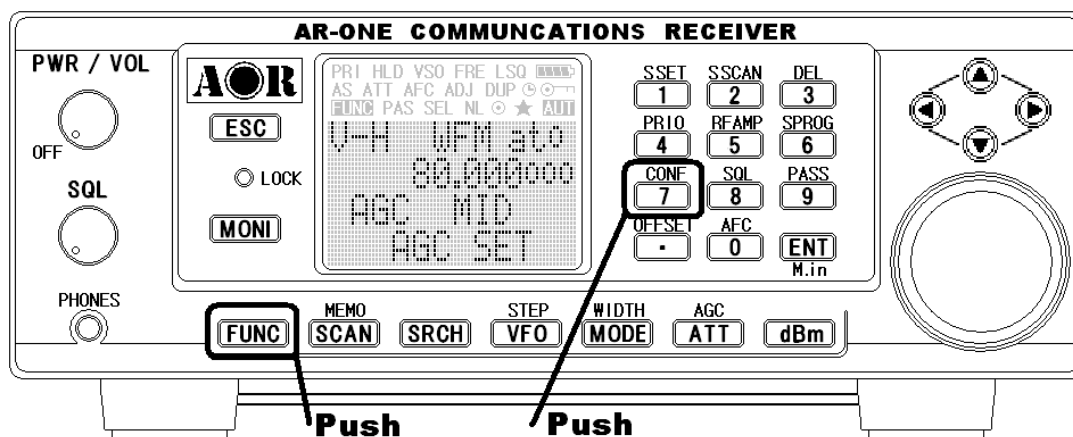 AR-ONE COMMUNCATIONS RECEIVER
PWR / VOL
OFF
SQL
PHONES
AOR
ESC
LOCK
MONI
PRI HLD VSO FRE LSQ
AS ATT AFC ADJ DUP
FUNC PAS SEL NL AUT
V-H WFM ato
80.000000
AGC MID
AGC SET
SSET SSCAN DEL
1 2 3
PRIO RFAMP SPROG
4 5 6
CONF SQL PASS
7 8 9
OFFSET AFC
. 0 ENT
M.in
MEMO STEP WIDTH AGC
FUNC SCAN SRCH VFO MODE ATT dBm
Push Push